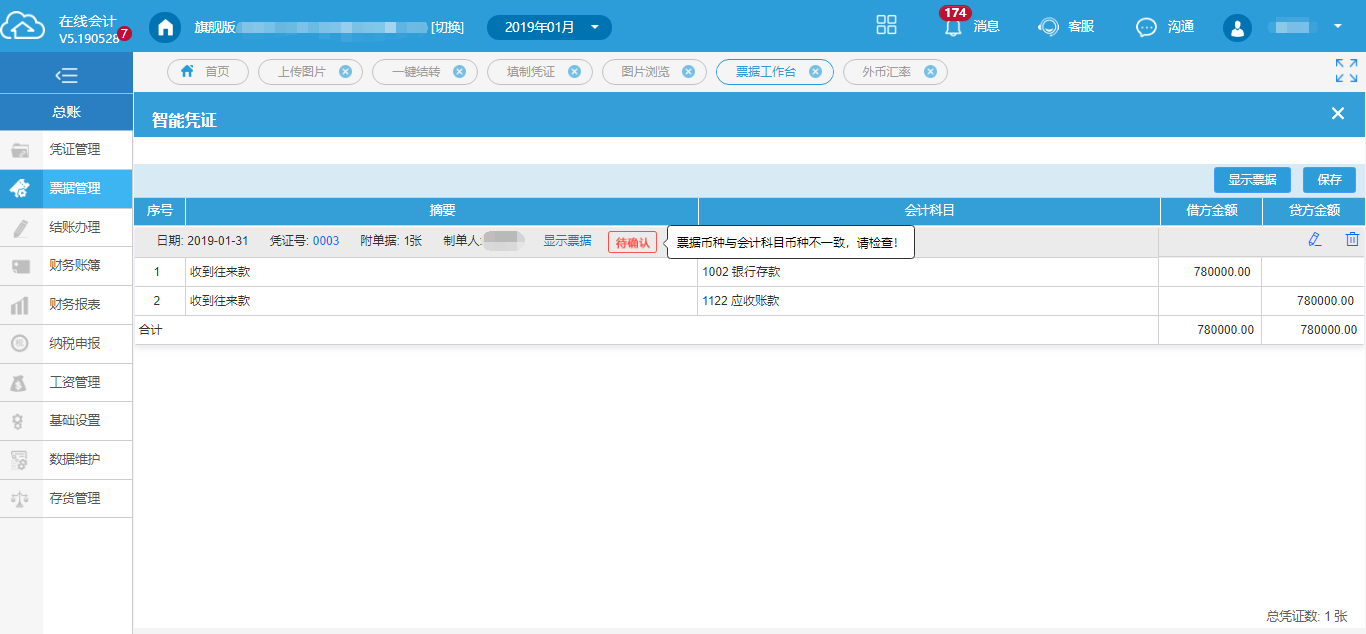 在线会计
V5.190528
7
旗舰版
[切换]
2019年01月
174
消息
客服
沟通
首页
上传图片
一键结转
填制凭证
图片浏览
票据工作台
外币汇率
总账
凭证管理
票据管理
结账办理
财务账簿
财务报表
纳税申报
工资管理
基础设置
数据维护
存货管理
智能凭证
显示票据 保存
序号 摘要 会计科目 借方金额 贷方金额
日期: 2019-01-31 凭证号: 0003 附单据: 1张 制单人: 显示票据 待确认 票据币种与会计科目币种不一致，请检查!
1 收到往来款 1002 银行存款 780000.00
2 收到往来款 1122 应收账款 780000.00
合计 780000.00 780000.00
总凭证数: 1 张